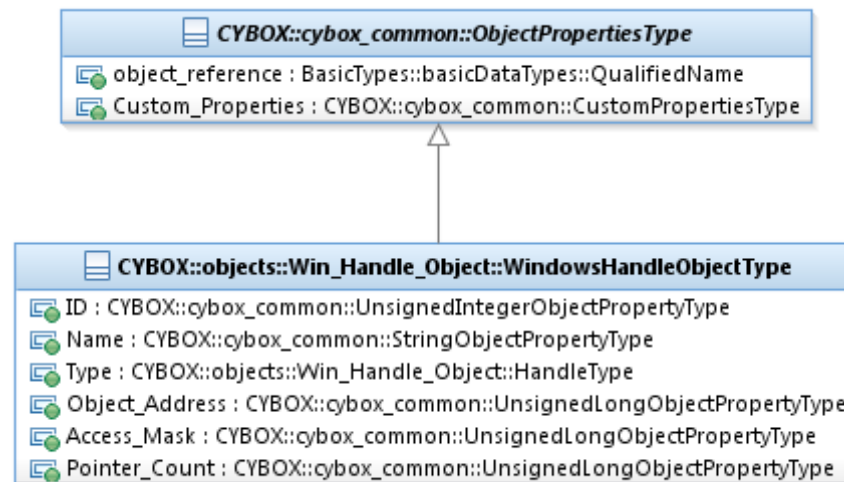 CYBOX::cybox_common::ObjectPropertiesType
object_reference : BasicTypes::basicDataTypes::QualifiedName
Custom_Properties : CYBOX::cybox_common::CustomPropertiesType
CYBOX::objects::Win_Handle_Object::WindowsHandleObjectType
ID : CYBOX::cybox_common::UnsignedIntegerObjectPropertyType
Name : CYBOX::cybox_common::StringObjectPropertyType
Type : CYBOX::objects::Win_Handle_Object::HandleType
Object_Address : CYBOX::cybox_common::UnsignedLongObjectPropertyType
Access_Mask : CYBOX::cybox_common::UnsignedLongObjectPropertyType
Pointer_Count : CYBOX::cybox_common::UnsignedLongObjectPropertyType